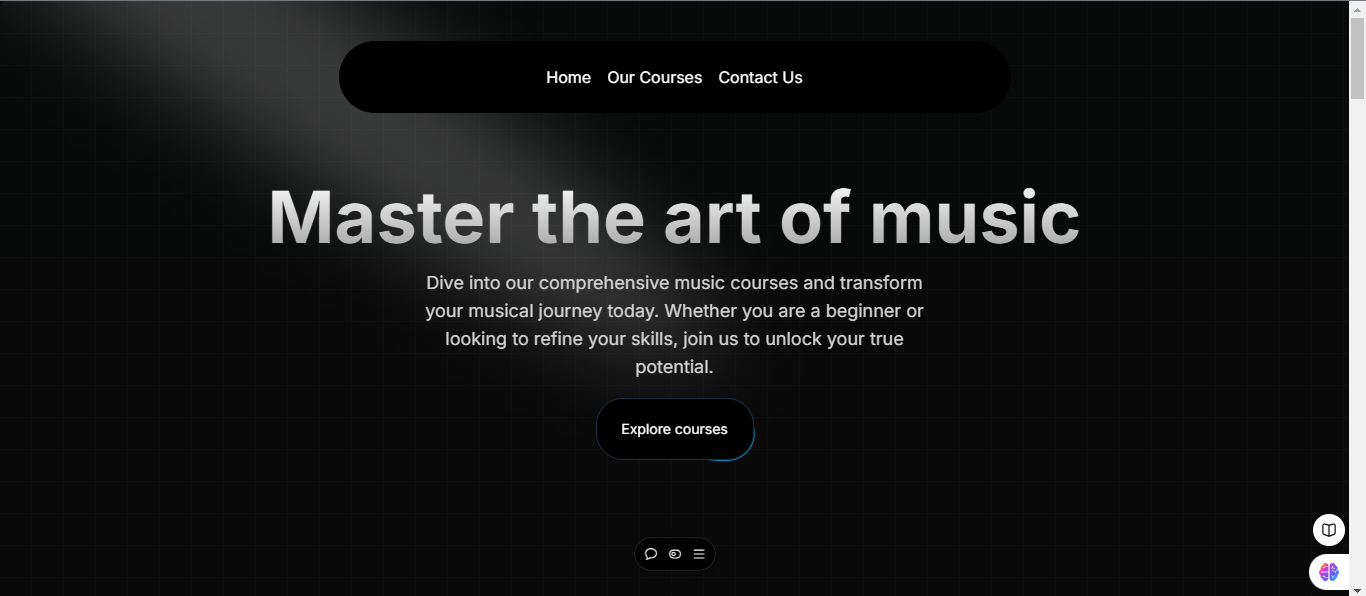 Home Our Courses Contact Us
Master the art of music
Dive into our comprehensive music courses and transform
your musical journey today. Whether you are a beginner or
looking to refine your skills, join us to unlock your true
potential.
Explore courses